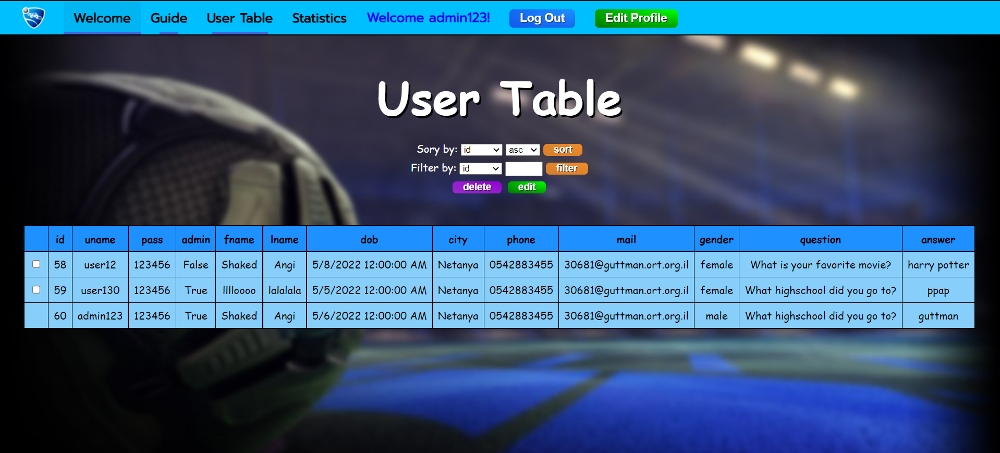 Welcome Guide User Table Statistics Welcome admin123! Log Out Edit Profile
User Table
Sory by: id asc sort
Filter by: id filter
delete edit
id uname pass admin fname lname dob city phone mail gender question answer
58 user12 123456 False Shaked Angi 5/8/2022 12:00:00 AM Netanya 0542883455 30681@guttman.ort.org.il female What is your favorite movie? harry potter
59 user130 123456 True lllloooo lalalala 5/5/2022 12:00:00 AM Netanya 0542883455 30681@guttman.ort.org.il female What highschool did you go to? ppap
60 admin123 123456 True Shaked Angi 5/6/2022 12:00:00 AM Netanya 0542883455 30681@guttman.ort.org.il male What highschool did you go to? guttman